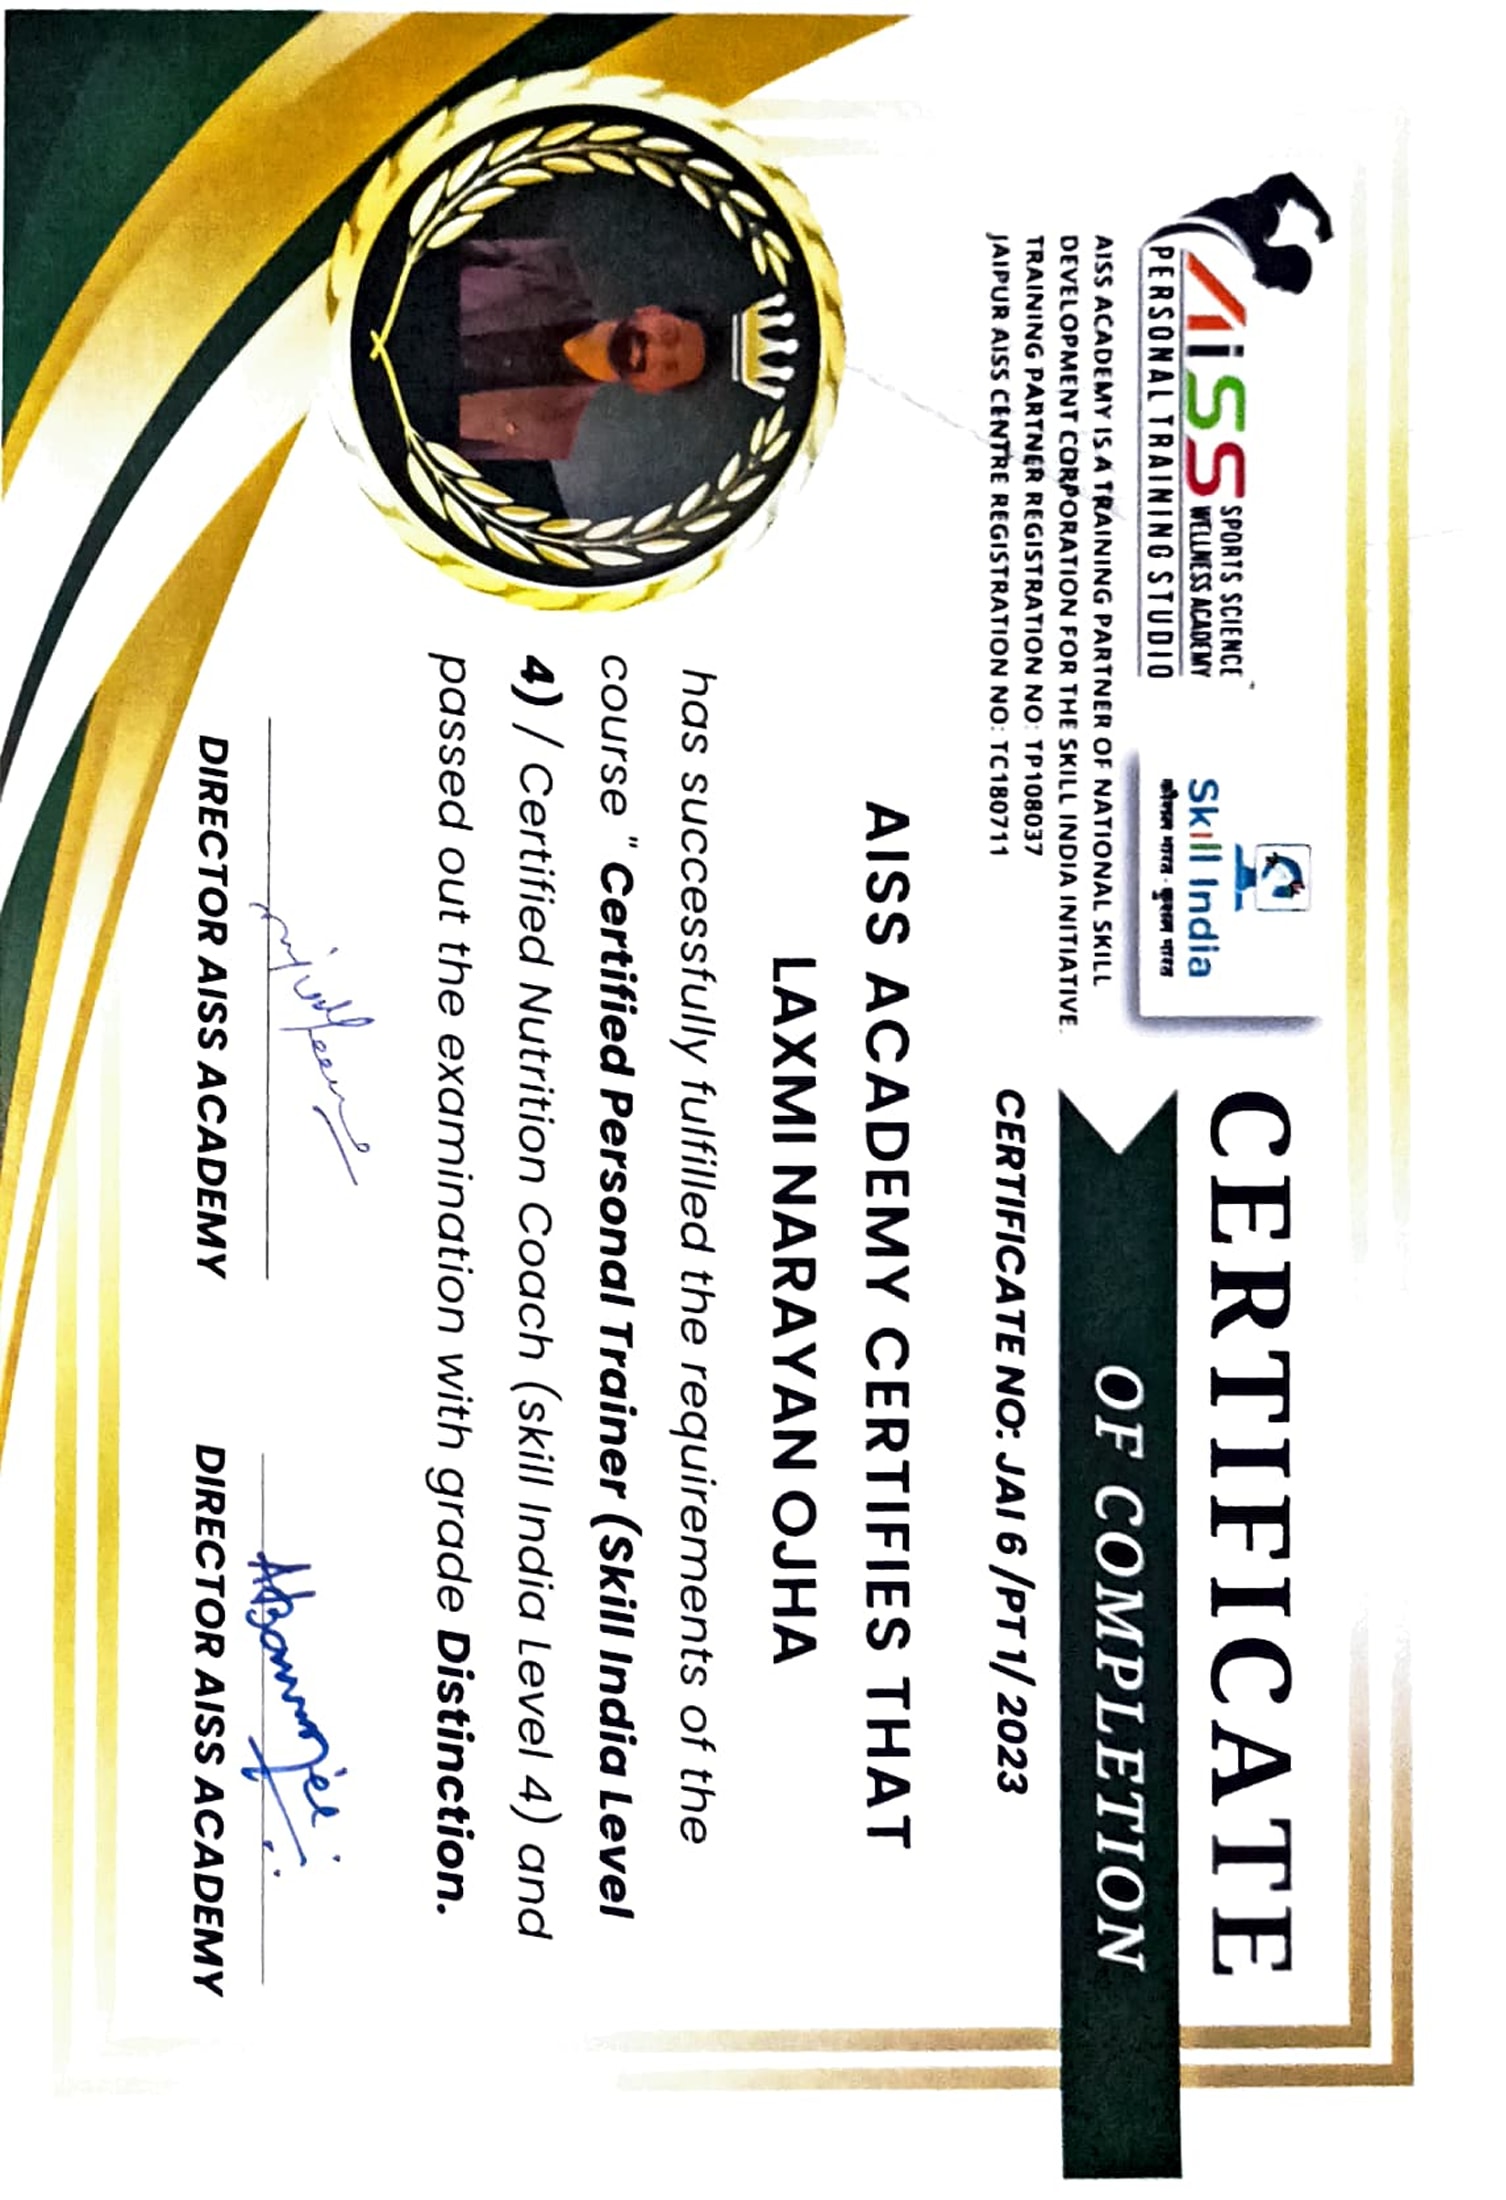 AiSS SPORTS SCIENCE
WELLNESS ACADEMY
PERSONAL TRAINING STUDIO
Skill India
कौशल भारत - कुशल भारत
AISS ACADEMY IS A TRAINING PARTNER OF NATIONAL SKILL
DEVELOPMENT CORPORATION FOR THE SKILL INDIA INITIATIVE.
TRAINING PARTNER REGISTRATION NO: TP108037
JAIPUR AISS CENTRE REGISTRATION NO: TC180711
CERTIFICATE
OF COMPLETION
CERTIFICATE NO: JAI 6 /PT 1/ 2023
AISS ACADEMY CERTIFIES THAT
LAXMI NARAYAN OJHA
has successfully fulfilled the requirements of the
course " Certified Personal Trainer (Skill India Level
4) / Certified Nutrition Coach (skill India Level 4) and
passed out the examination with grade Distinction.
DIRECTOR AISS ACADEMY
DIRECTOR AISS ACADEMY